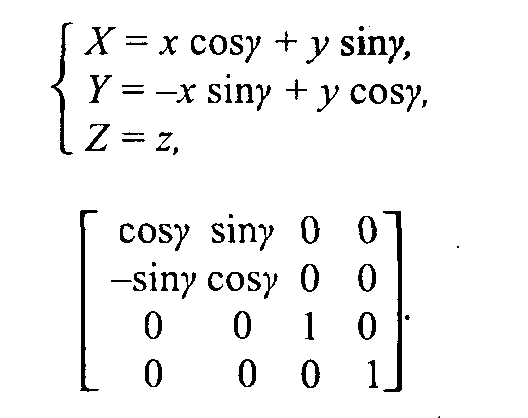 X = x cosγ + y sinγ,
Y = –x sinγ + y cosγ,
Z = z,
cosγ sinγ 0 0
–sinγ cosγ 0 0
0 0 1 0
0 0 0 1.